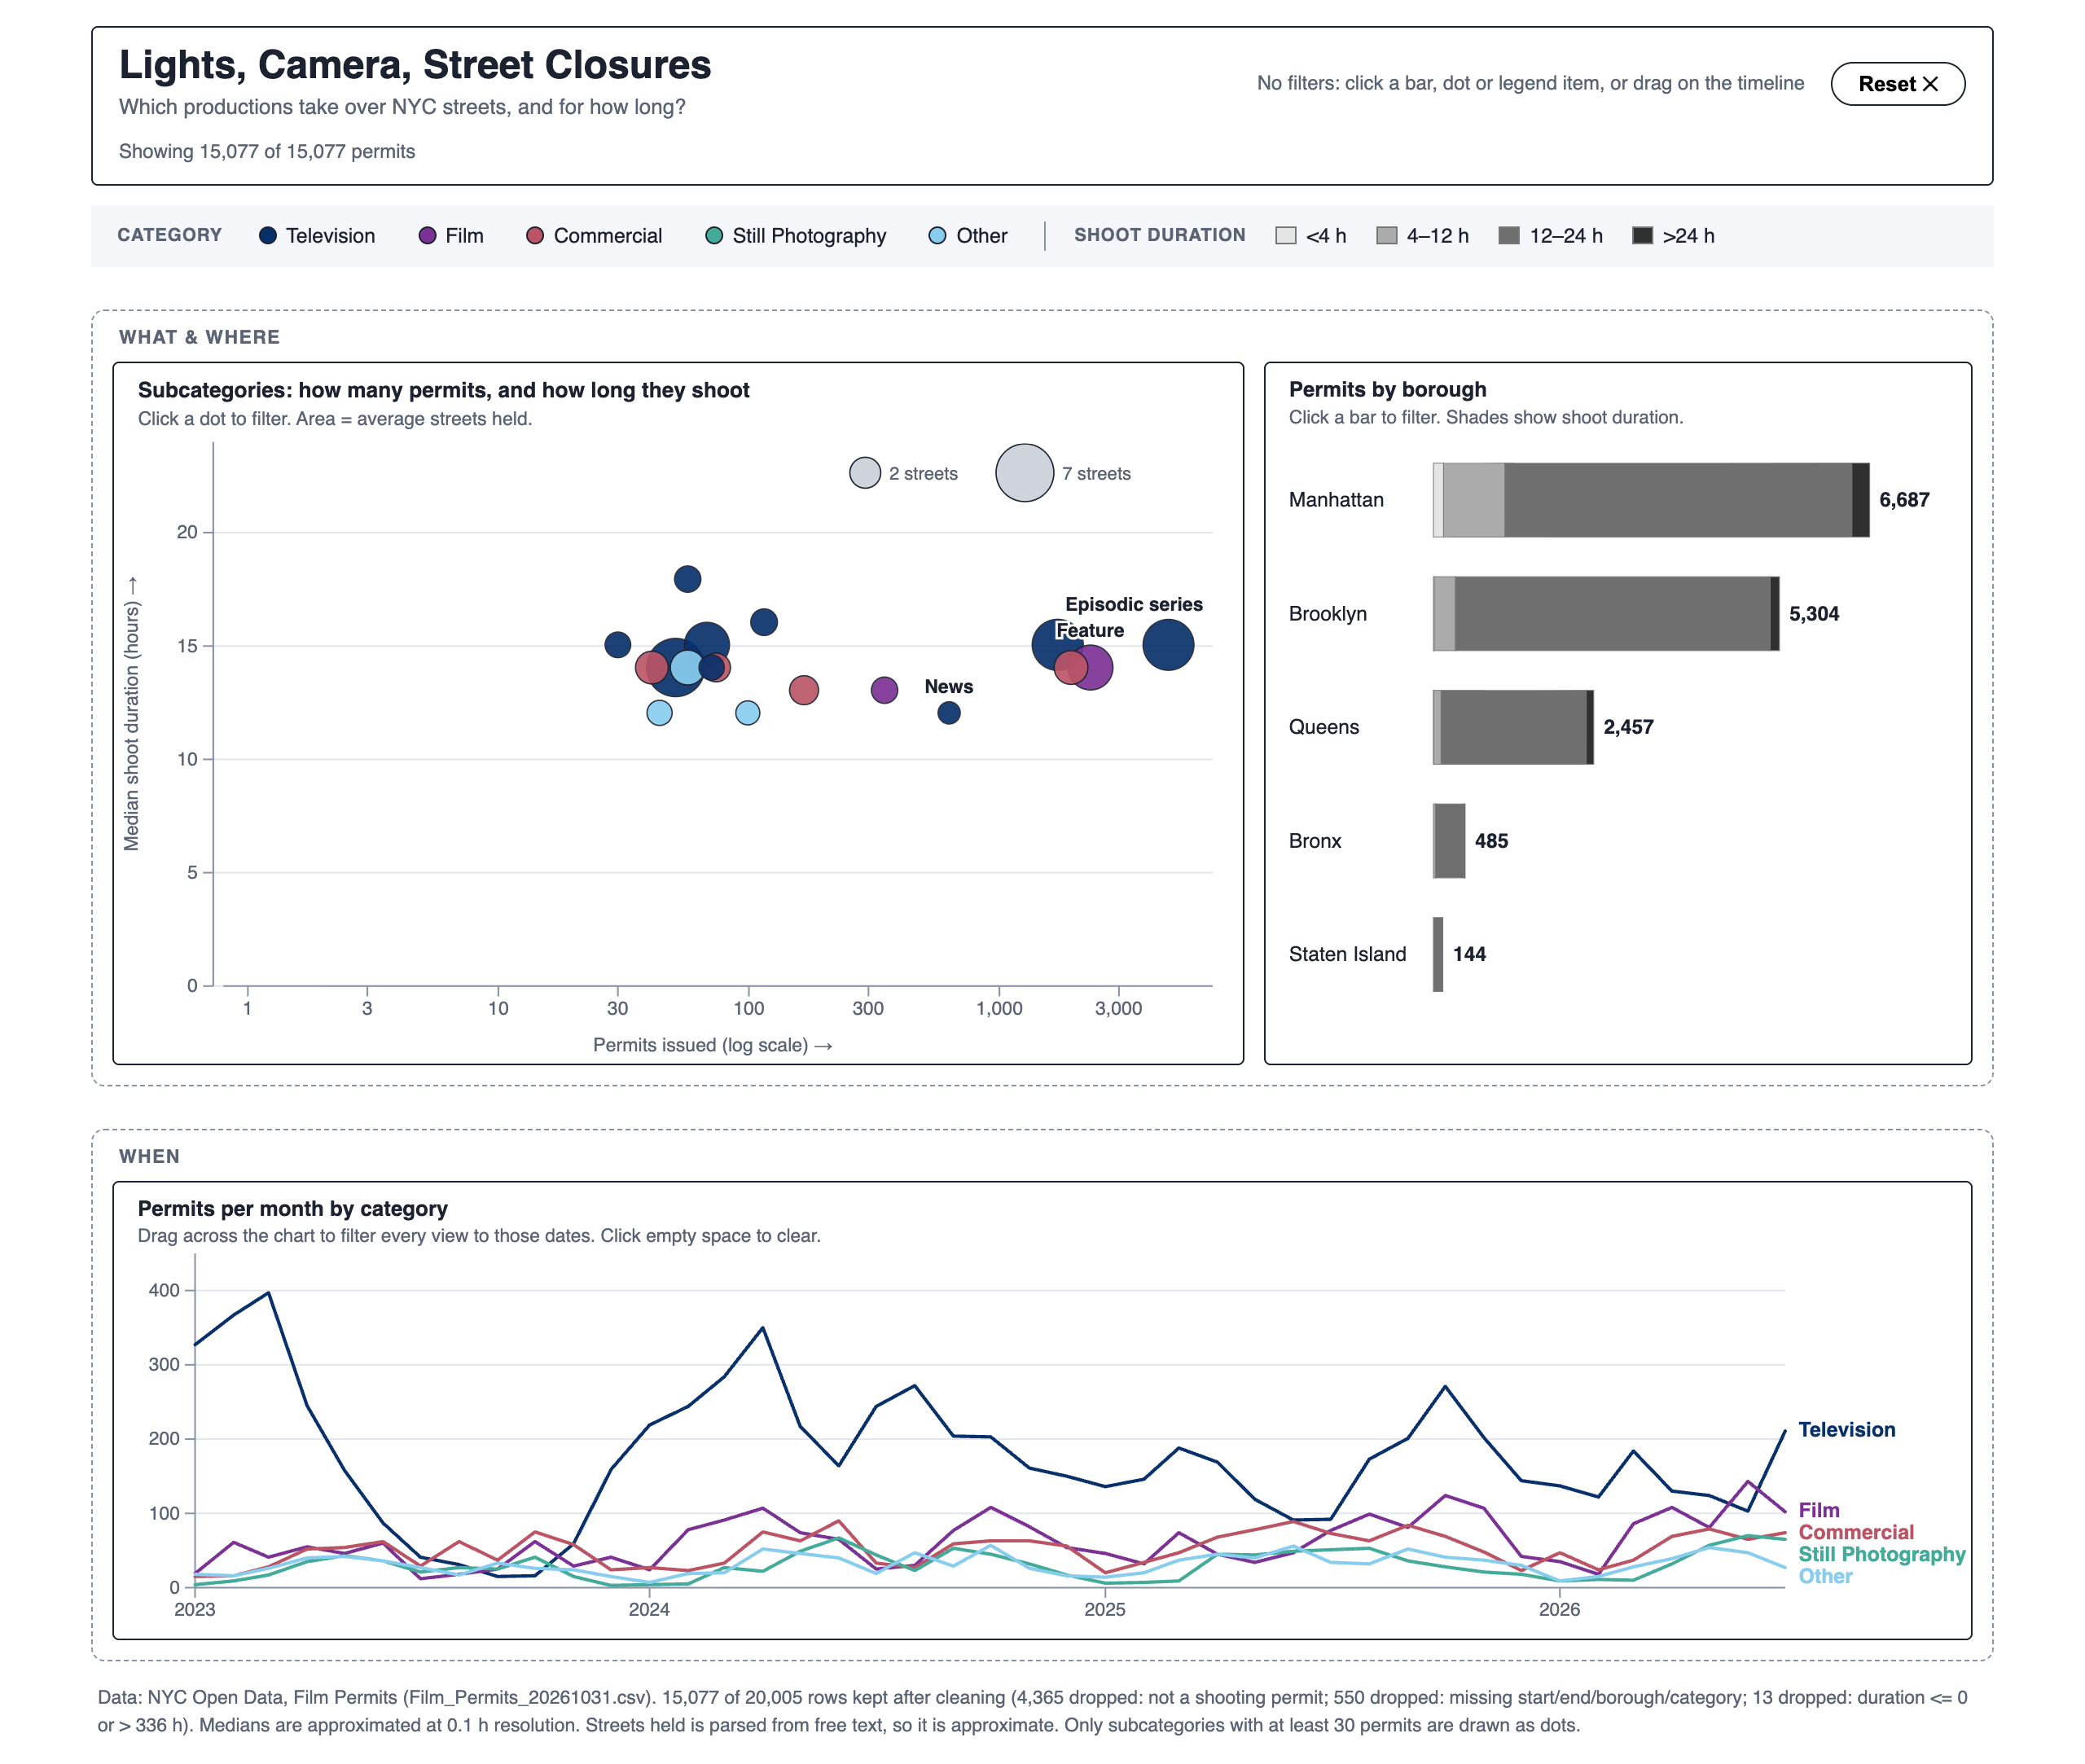 Lights, Camera, Street Closures
Which productions take over NYC streets, and for how long?
Showing 15,077 of 15,077 permits
No filters: click a bar, dot or legend item, or drag on the timeline
Reset ✕
CATEGORY
Television
Film
Commercial
Still Photography
Other
SHOOT DURATION
<4 h
4–12 h
12–24 h
>24 h
WHAT & WHERE
Subcategories: how many permits, and how long they shoot
Click a dot to filter. Area = average streets held.
2 streets
7 streets
Median shoot duration (hours) →
20
15
10
5
0
Episodic series
Feature
News
1
3
10
30
100
300
1,000
3,000
Permits issued (log scale) →
Permits by borough
Click a bar to filter. Shades show shoot duration.
Manhattan 6,687
Brooklyn 5,304
Queens 2,457
Bronx 485
Staten Island 144
WHEN
Permits per month by category
Drag across the chart to filter every view to those dates. Click empty space to clear.
400
300
200
100
0
Television
Film
Commercial
Still Photography
Other
2023
2024
2025
2026
Data: NYC Open Data, Film Permits (Film_Permits_20261031.csv). 15,077 of 20,005 rows kept after cleaning (4,365 dropped: not a shooting permit; 550 dropped: missing start/end/borough/category; 13 dropped: duration <= 0
or > 336 h). Medians are approximated at 0.1 h resolution. Streets held is parsed from free text, so it is approximate. Only subcategories with at least 30 permits are drawn as dots.